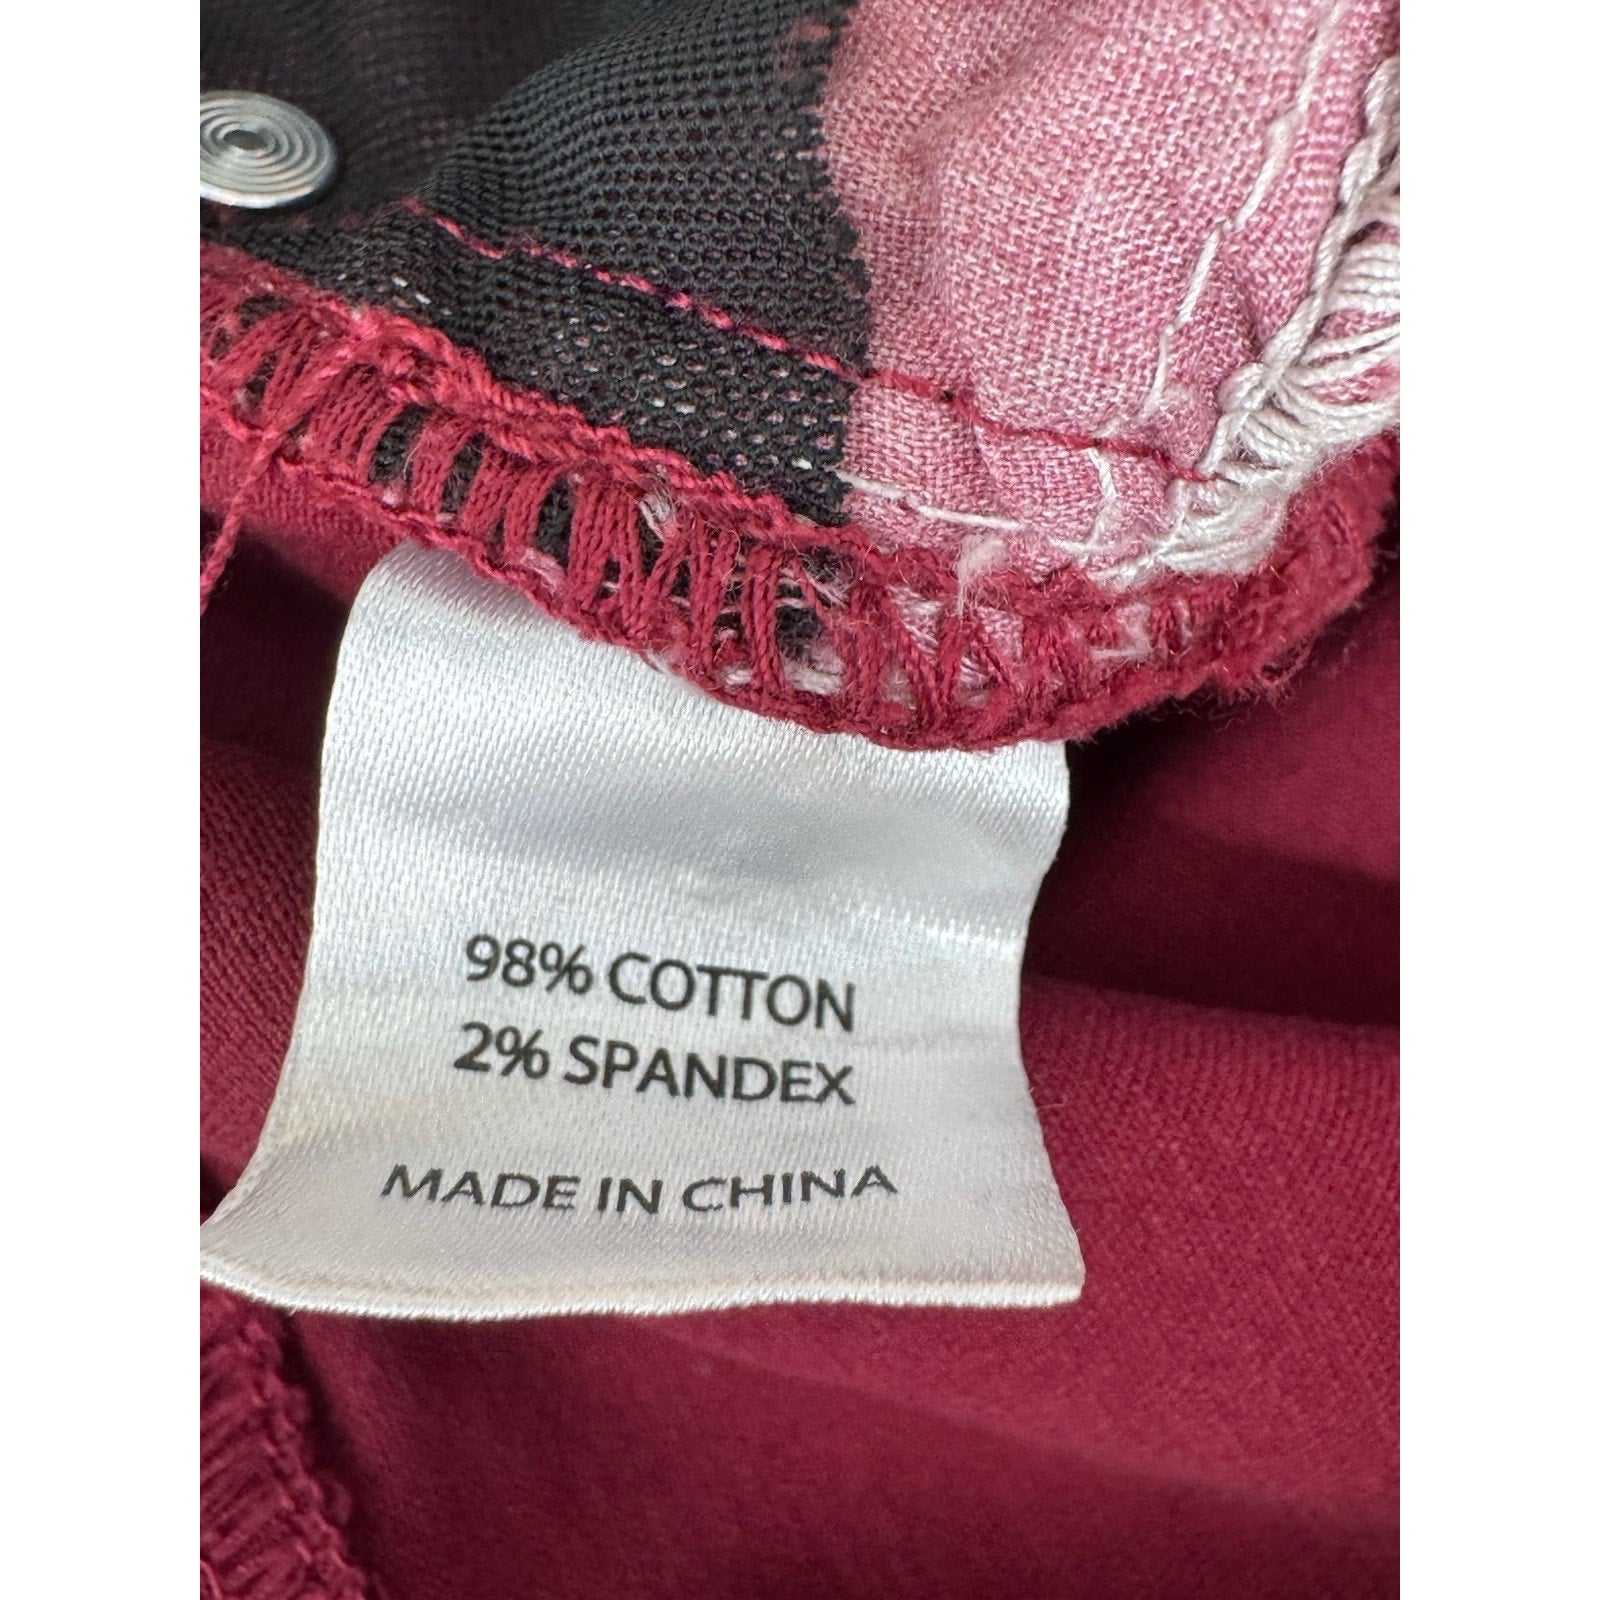 98% COTTON
2% SPANDEX
MADE IN CHINA